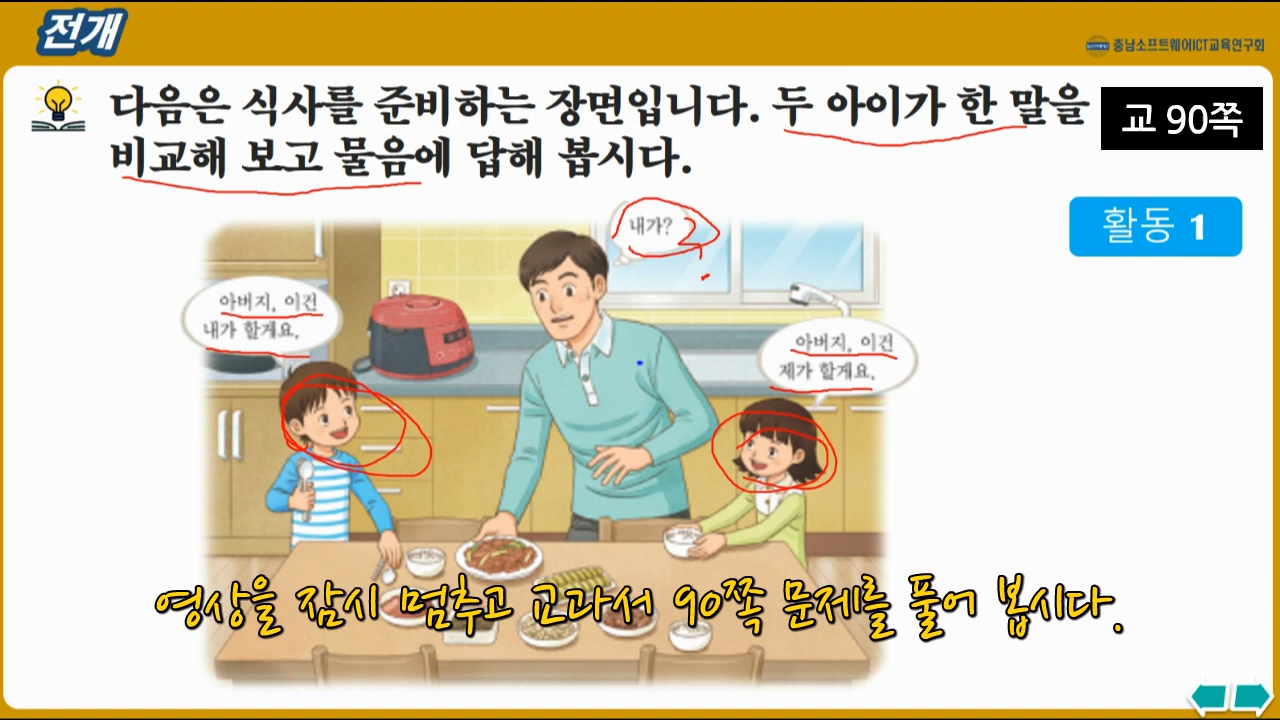 전개
충남소프트웨어ICT교육연구회
다음은 식사를 준비하는 장면입니다. 두 아이가 한 말을
비교해 보고 물음에 답해 봅시다.
교 90쪽
활동 1
내가?
?
아버지, 이건
내가 할게요.
아버지, 이건
제가 할게요.
영상을 잠시 멈추고 교과서 90쪽 문제를 풀어 봅시다.